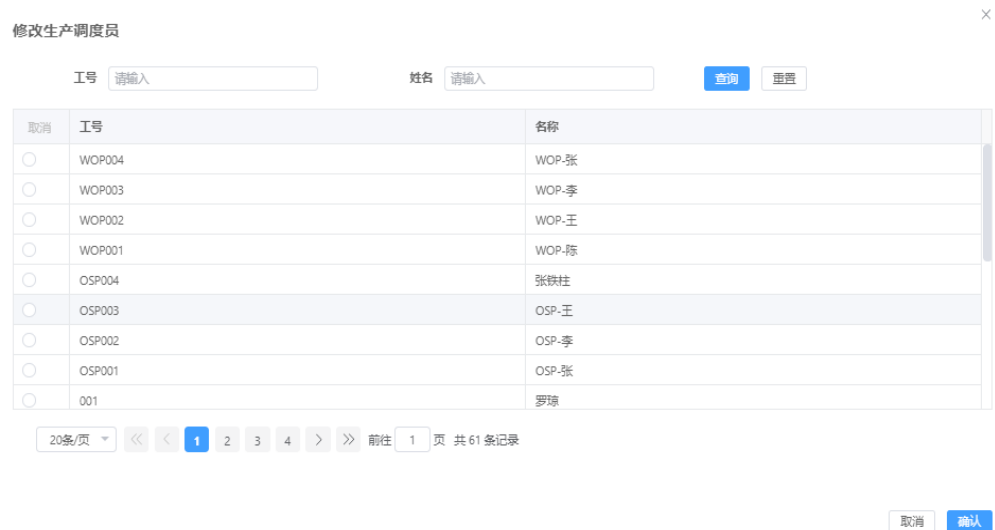 修改生产调度员
工号 请输入 姓名 请输入 查询 重置
取消 工号 名称
WOP004 WOP-张
WOP003 WOP-李
WOP002 WOP-王
WOP001 WOP-陈
OSP004 张铁柱
OSP003 OSP-王
OSP002 OSP-李
OSP001 OSP-张
001 罗琼
20条/页 1 2 3 4 前往 1 页 共 61 条记录
取消 确认